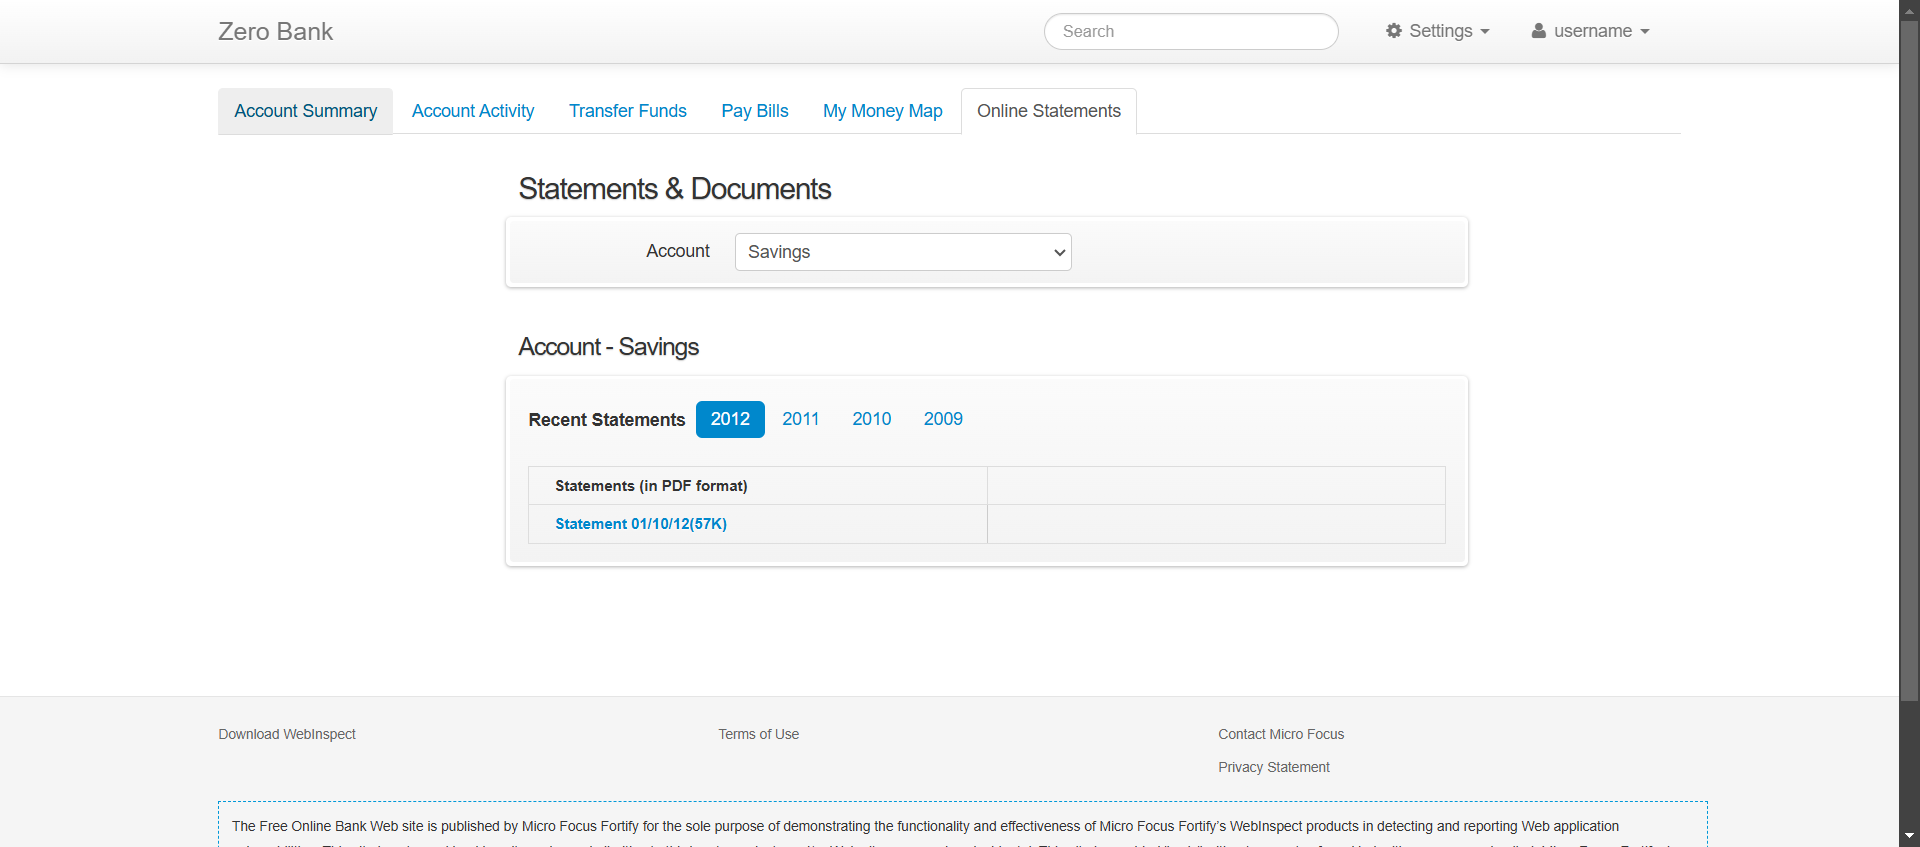 Zero Bank
Search
Settings
username
Account Summary
Account Activity
Transfer Funds
Pay Bills
My Money Map
Online Statements
Statements & Documents
Account
Savings
Account - Savings
Recent Statements
2012
2011
2010
2009
Statements (in PDF format)
Statement 01/10/12(57K)
Download WebInspect
Terms of Use
Contact Micro Focus
Privacy Statement
The Free Online Bank Web site is published by Micro Focus Fortify for the sole purpose of demonstrating the functionality and effectiveness of Micro Focus Fortify’s WebInspect products in detecting and reporting Web application